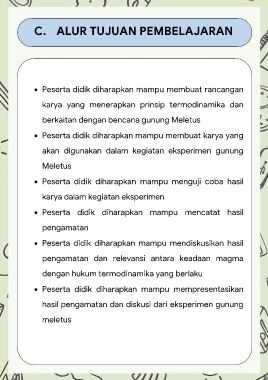 C. ALUR TUJUAN PEMBELAJARAN
• Peserta didik diharapkan mampu membuat rancangan
karya yang menerapkan prinsip termodinamika dan
berkaitan dengan bencana gunung Meletus
• Peserta didik diharapkan mampu membuat karya yang
akan digunakan dalam kegiatan eksperimen gunung
Meletus
• Peserta didik diharapkan mampu menguji coba hasil
karya dalam kegiatan eksperimen
• Peserta didik diharapkan mampu mencatat hasil
pengamatan
• Peserta didik diharapkan mampu mendiskusikan hasil
pengamatan dan relevansi antara keadaan magma
dengan hukum termodinamika yang berlaku
• Peserta didik diharapkan mampu mempresentasikan
hasil pengamatan dan diskusi dari eksperimen gunung
meletus